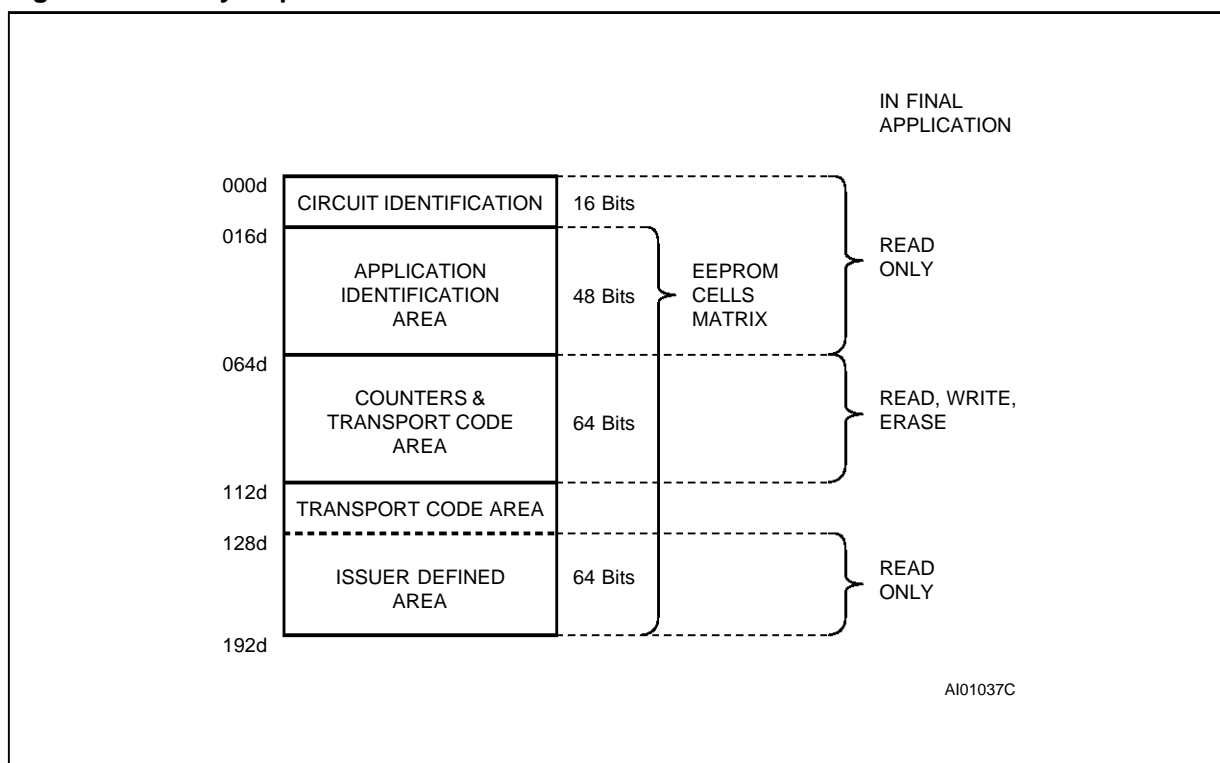 IN FINAL
APPLICATION
000d
CIRCUIT IDENTIFICATION
16 Bits
016d
APPLICATION
IDENTIFICATION
AREA
48 Bits
EEPROM
CELLS
MATRIX
READ
ONLY
064d
COUNTERS &
TRANSPORT CODE
AREA
64 Bits
READ, WRITE,
ERASE
112d
TRANSPORT CODE AREA
128d
ISSUER DEFINED
AREA
64 Bits
READ
ONLY
192d
AI01037C